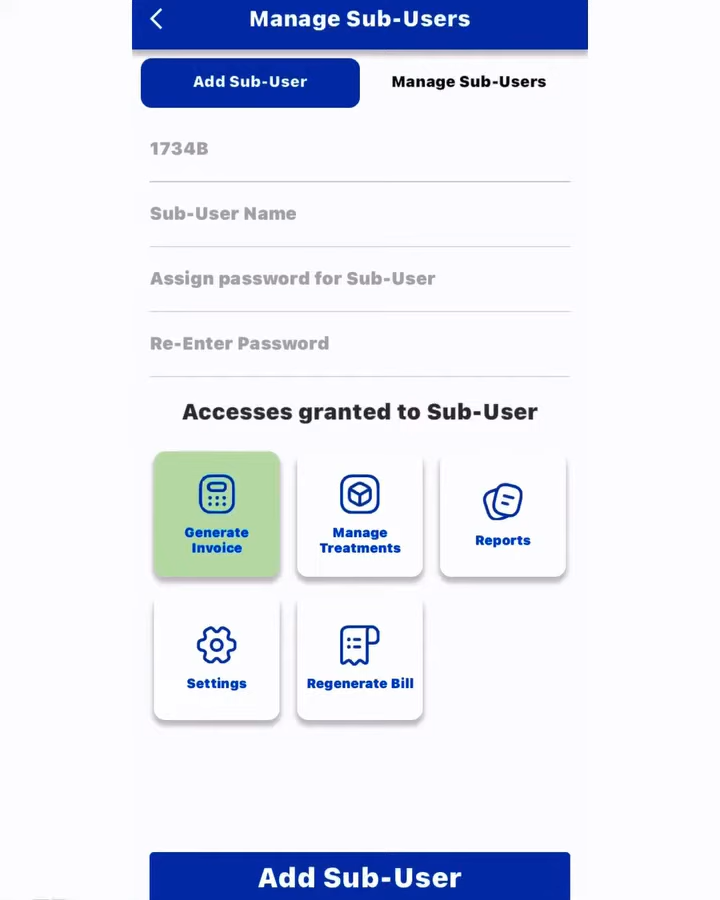 Manage Sub-Users
Add Sub-User
Manage Sub-Users
1734B
Sub-User Name
Assign password for Sub-User
Re-Enter Password
Accesses granted to Sub-User
Generate
Invoice
Manage
Treatments
Reports
Settings
Regenerate Bill
Add Sub-User